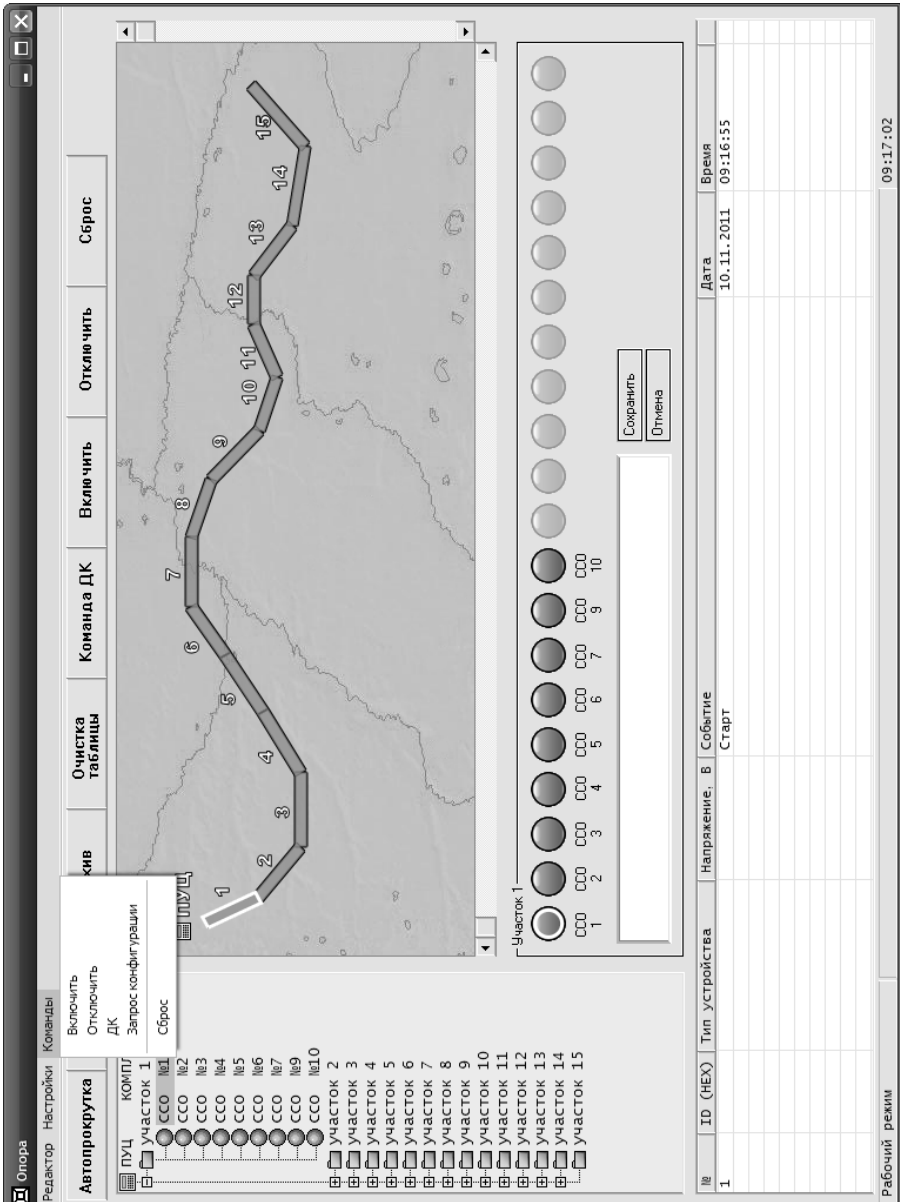 Опора
Редактор Настройки Команды
Включить
Отключить
ДК
Запрос конфигурации
Сброс
Автопрокрутка
хив
Очистка таблицы
Команда ДК
Включить
Отключить
Сброс
ПУЦ КОМПЛ
участок 1
ССО №1
ССО №2
ССО №3
ССО №4
ССО №5
ССО №6
ССО №7
ССО №9
ССО №10
участок 2
участок 3
участок 4
участок 5
участок 6
участок 7
участок 8
участок 9
участок 10
участок 11
участок 12
участок 13
участок 14
участок 15
ПУЦ
1
2
3
4
5
6
7
8
9
10
11
12
13
14
15
Участок 1
ССО 1
ССО 2
ССО 3
ССО 4
ССО 5
ССО 6
ССО 7
ССО 9
ССО 10
Сохранить
Отмена
№ ID (HEX) Тип устройства Напряжение, В Событие Дата Время
1 Старт 10.11.2011 09:16:55
Рабочий режим 09:17:02